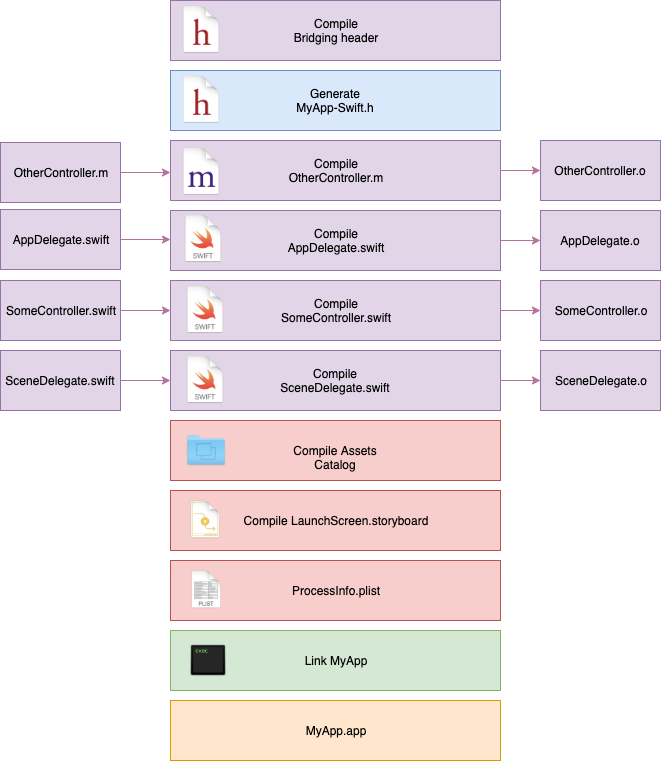 h
Compile
Bridging header
h
Generate
MyApp-Swift.h
OtherController.m
m
Compile
OtherController.m
OtherController.o
AppDelegate.swift
SWIFT
Compile
AppDelegate.swift
AppDelegate.o
SomeController.swift
SWIFT
Compile
SomeController.swift
SomeController.o
SceneDelegate.swift
SWIFT
Compile
SceneDelegate.swift
SceneDelegate.o
Compile Assets
Catalog
Compile LaunchScreen.storyboard
PLIST
ProcessInfo.plist
exec
Link MyApp
MyApp.app